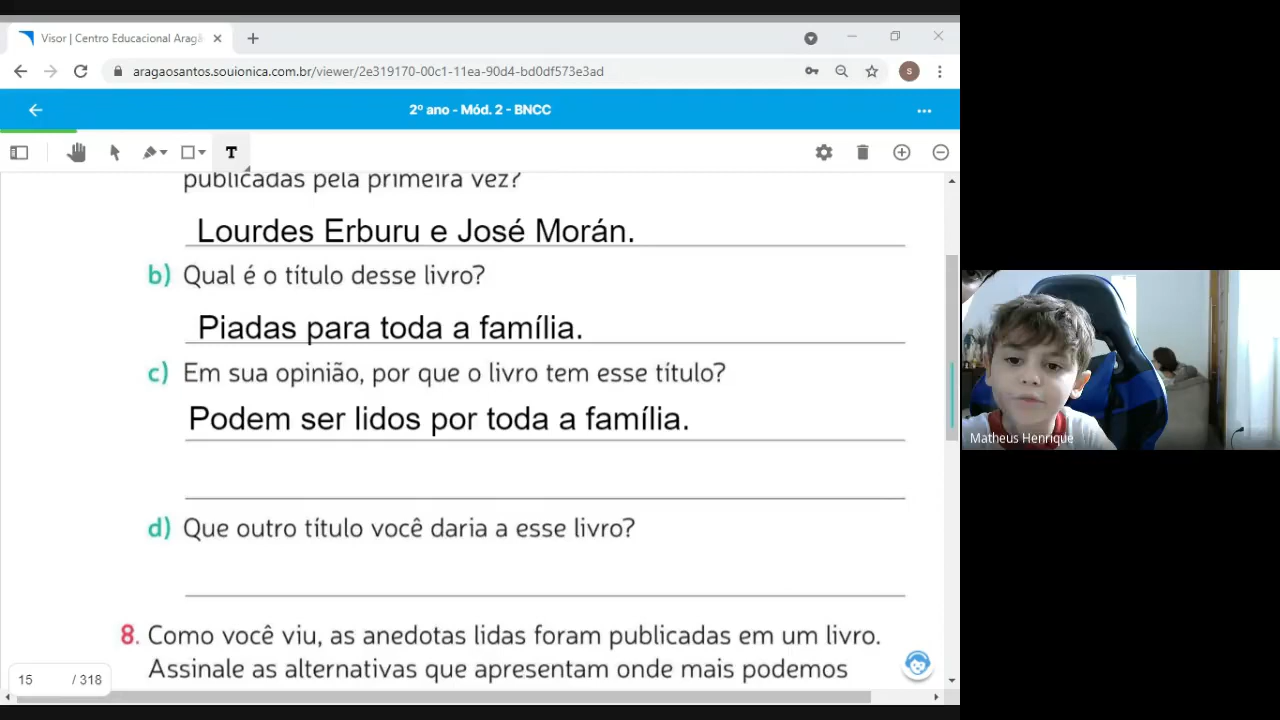 Visor | Centro Educacional Aragã
aragaosantos.souionica.com.br/viewer/2e319170-00c1-11ea-90d4-bd0df573e3ad
S
2º ano - Mód. 2 - BNCC
T
publicadas pela primeira vez?
Lourdes Erburu e José Morán.
b) Qual é o título desse livro?
Piadas para toda a família.
c) Em sua opinião, por que o livro tem esse título?
Podem ser lidos por toda a família.
d) Que outro título você daria a esse livro?
8. Como você viu, as anedotas lidas foram publicadas em um livro.
Assinale as alternativas que apresentam onde mais podemos
15 / 318
Matheus Henrique